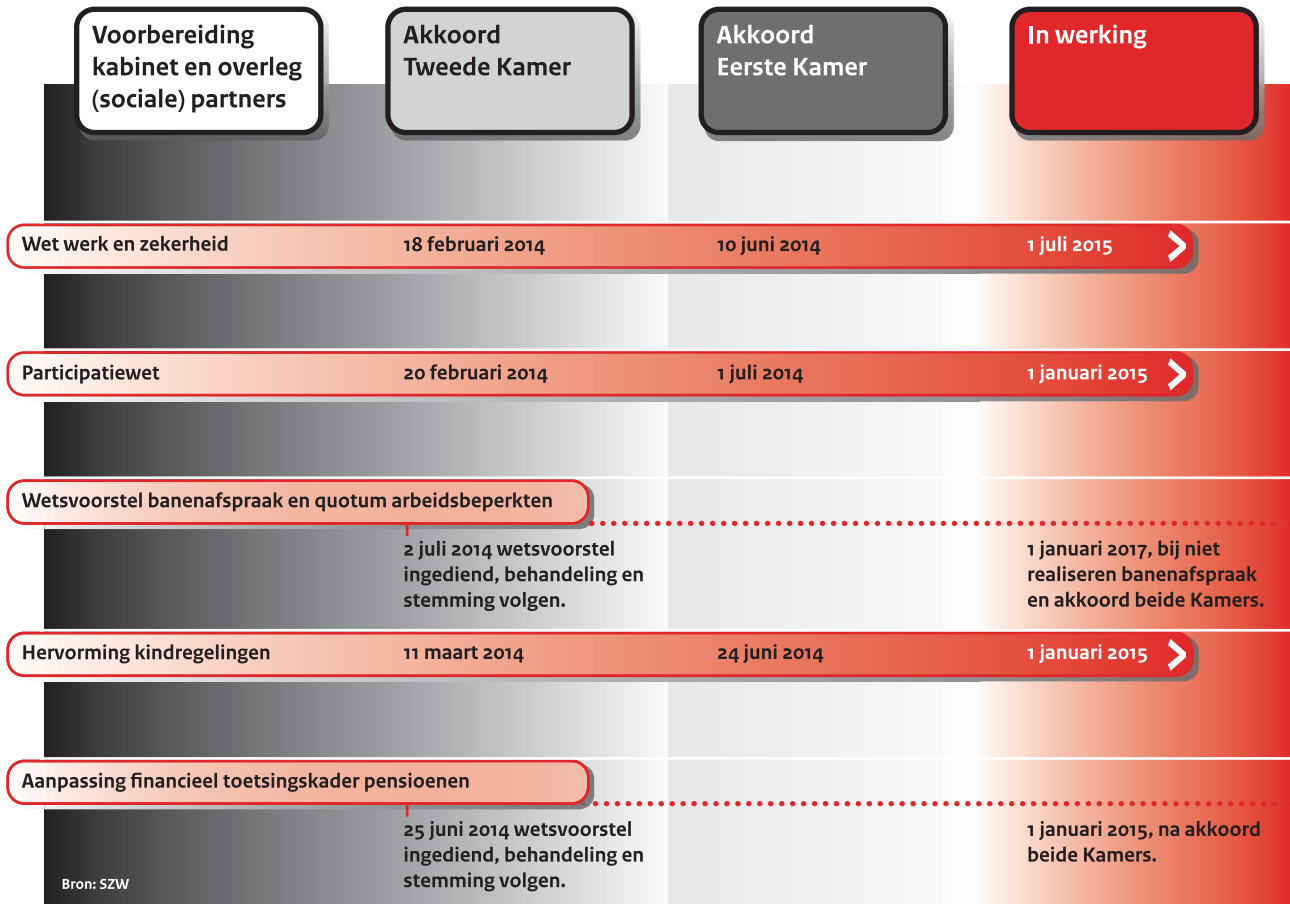 Voorbereiding
kabinet en overleg
(sociale) partners
Akkoord
Tweede Kamer
Akkoord
Eerste Kamer
In werking
Wet werk en zekerheid
18 februari 2014
10 juni 2014
1 juli 2015
Participatiewet
20 februari 2014
1 juli 2014
1 januari 2015
Wetsvoorstel banenafspraak en quotum arbeidsbeperkten
2 juli 2014 wetsvoorstel
ingediend, behandeling en
stemming volgen.
1 januari 2017, bij niet
realiseren banenafspraak
en akkoord beide Kamers.
Hervorming kindregelingen
11 maart 2014
24 juni 2014
1 januari 2015
Aanpassing financieel toetsingskader pensioenen
25 juni 2014 wetsvoorstel
ingediend, behandeling en
stemming volgen.
1 januari 2015, na akkoord
beide Kamers.
Bron: SZW